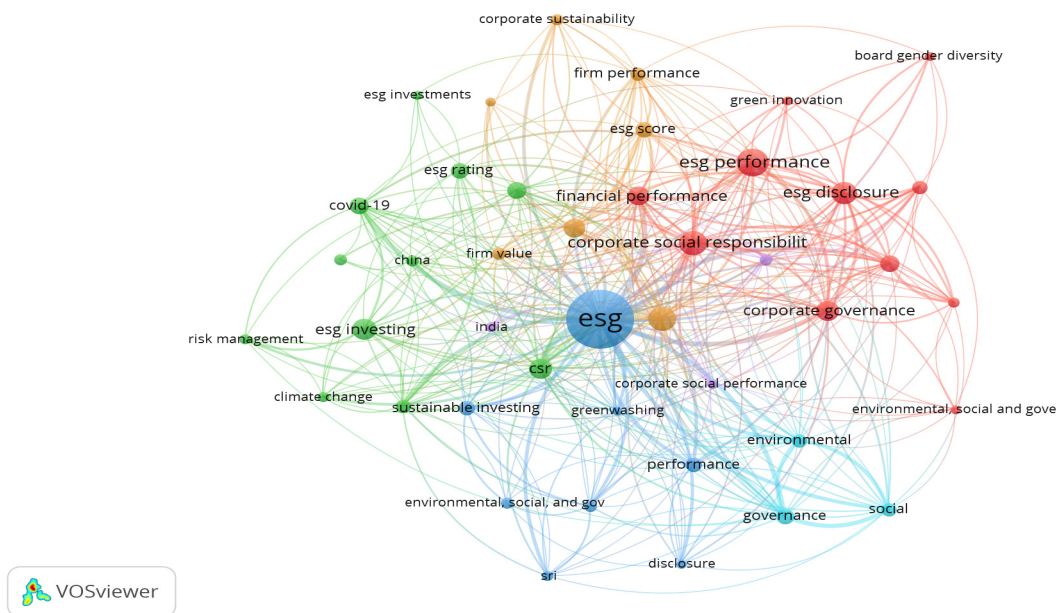 corporate sustainability
board gender diversity
firm performance
esg investments
green innovation
esg score
esg performance
esg rating
esg disclosure
financial performance
covid-19
corporate social responsibilit
firm value
china
corporate governance
esg
india
esg investing
risk management
csr
corporate social performance
climate change
sustainable investing
greenwashing
environmental, social and gove
environmental
performance
environmental, social, and gov
social
governance
disclosure
sri
VOSviewer